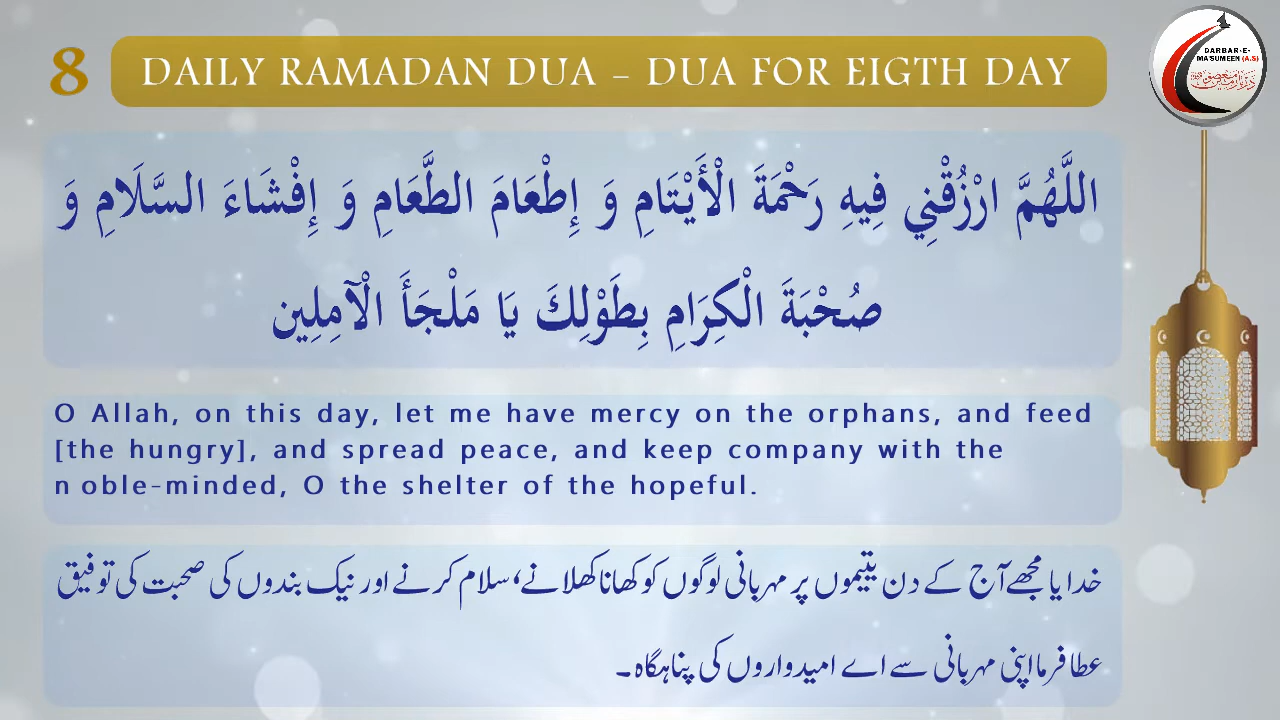 8
DAILY RAMADAN DUA – DUA FOR EIGTH DAY
DARBAR-E-
MA'SUMEEN (A.S)
اللَّهُمَّ ارْزُقْنِي فِيهِ رَحْمَةَ الْأَيْتَامِ وَ إِطْعَامَ الطَّعَامِ وَ إِفْشَاءَ السَّلَامِ وَ
صُحْبَةَ الْكِرَامِ بِطَوْلِكَ يَا مَلْجَأَ الْآمِلِين
O Allah, on this day, let me have mercy on the orphans, and feed
[the hungry], and spread peace, and keep company with the
n oble-minded, O the shelter of the hopeful.
خدایا مجھے آج کے دن یتیموں پر مہربانی لوگوں کو کھانا کھلانے، سلام کرنے اور نیک بندوں کی صحبت کی توفیق
عطا فرما اپنی مہربانی سے اے امیدواروں کی پناہگاہ۔